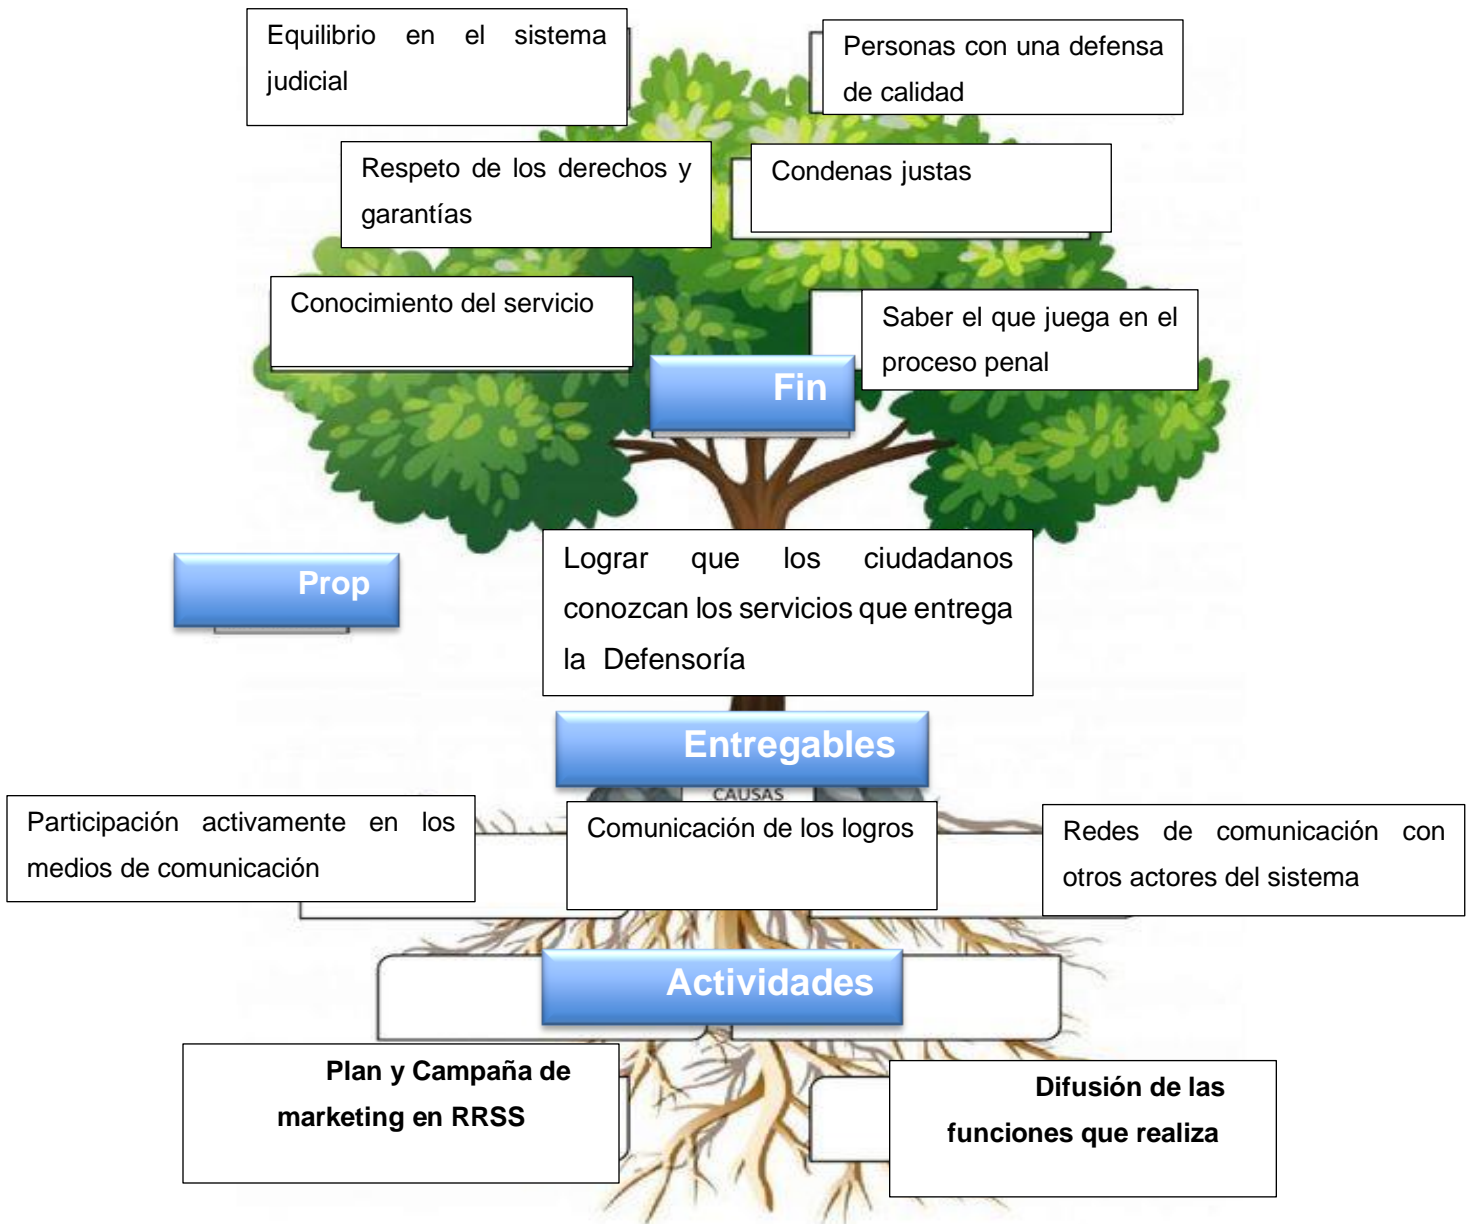 Equilibrio en el sistema
judicial
Personas con una defensa
de calidad
Respeto de los derechos y
garantías
Condenas justas
Conocimiento del servicio
Saber el que juega en el
proceso penal
Fin
Prop
Lograr que los ciudadanos
conozcan los servicios que entrega
la Defensoría
Entregables
CAUSAS
Participación activamente en los
medios de comunicación
Comunicación de los logros
Redes de comunicación con
otros actores del sistema
Actividades
Plan y Campaña de
marketing en RRSS
Difusión de las
funciones que realiza